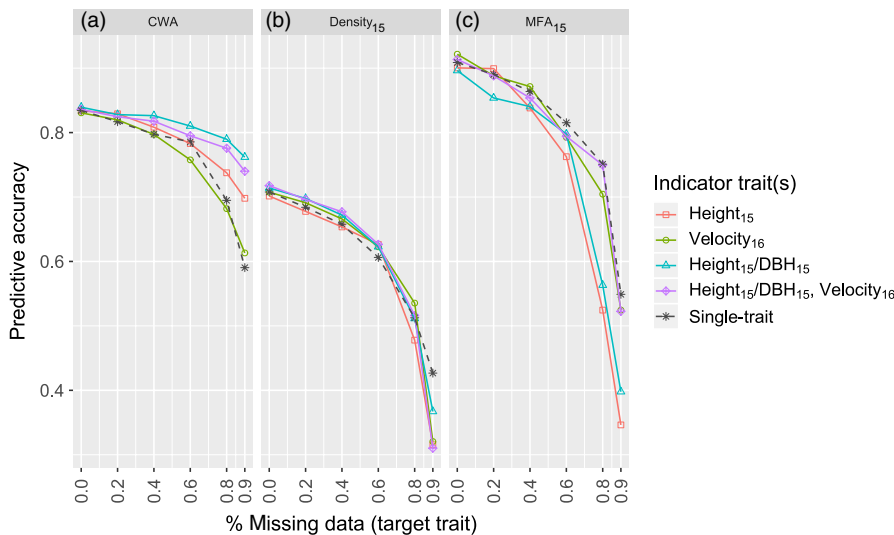 (a) CWA
(b) Density15
(c) MFA15
Predictive accuracy
0.8
0.6
0.4
0.0 0.2 0.4 0.6 0.8 0.9
0.0 0.2 0.4 0.6 0.8 0.9
0.0 0.2 0.4 0.6 0.8 0.9
% Missing data (target trait)
Indicator trait(s)
Height15
Velocity16
Height15/DBH15
Height15/DBH15, Velocity16
Single-trait